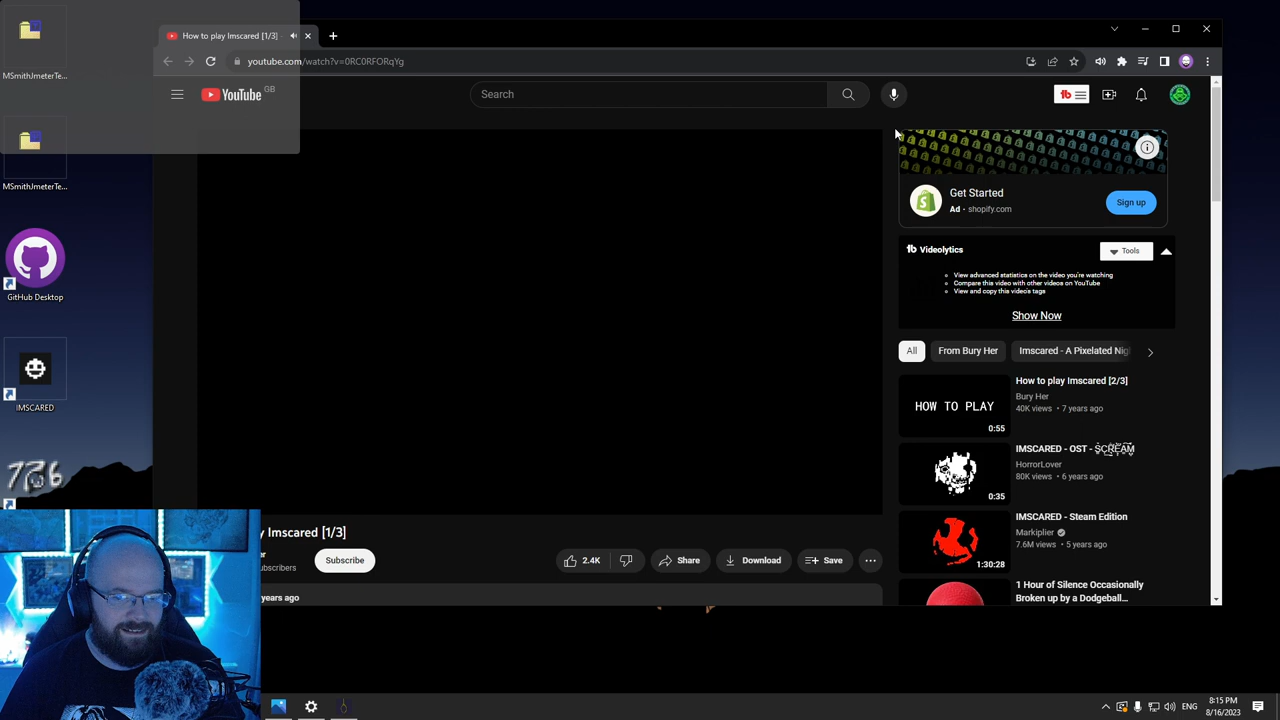 MSmithJmeterTe...
MSmithJmeterTe...
GitHub Desktop
IMSCARED
How to play Imscared [1/3] -
youtube.com/watch?v=0RC0RFORqYg
YouTube GB
Search
Get Started
Ad · shopify.com
Sign up
tb Videolytics
Tools
View advanced statistics on the video you're watching
Compare this video with other videos on YouTube
View and copy this video's tags
Show Now
All
From Bury Her
Imscared - A Pixelated Nig
HOW TO PLAY
0:55
How to play Imscared [2/3]
Bury Her
40K views • 7 years ago
0:35
IMSCARED - OST - SCREAM
HorrorLover
80K views • 6 years ago
1:30:28
IMSCARED - Steam Edition
Markiplier
7.6M views • 5 years ago
1 Hour of Silence Occasionally
Broken up by a Dodgeball...
y Imscared [1/3]
er
bscribers
Subscribe
2.4K
Share
Download
Save
years ago
ENG
8:15 PM
8/16/2023